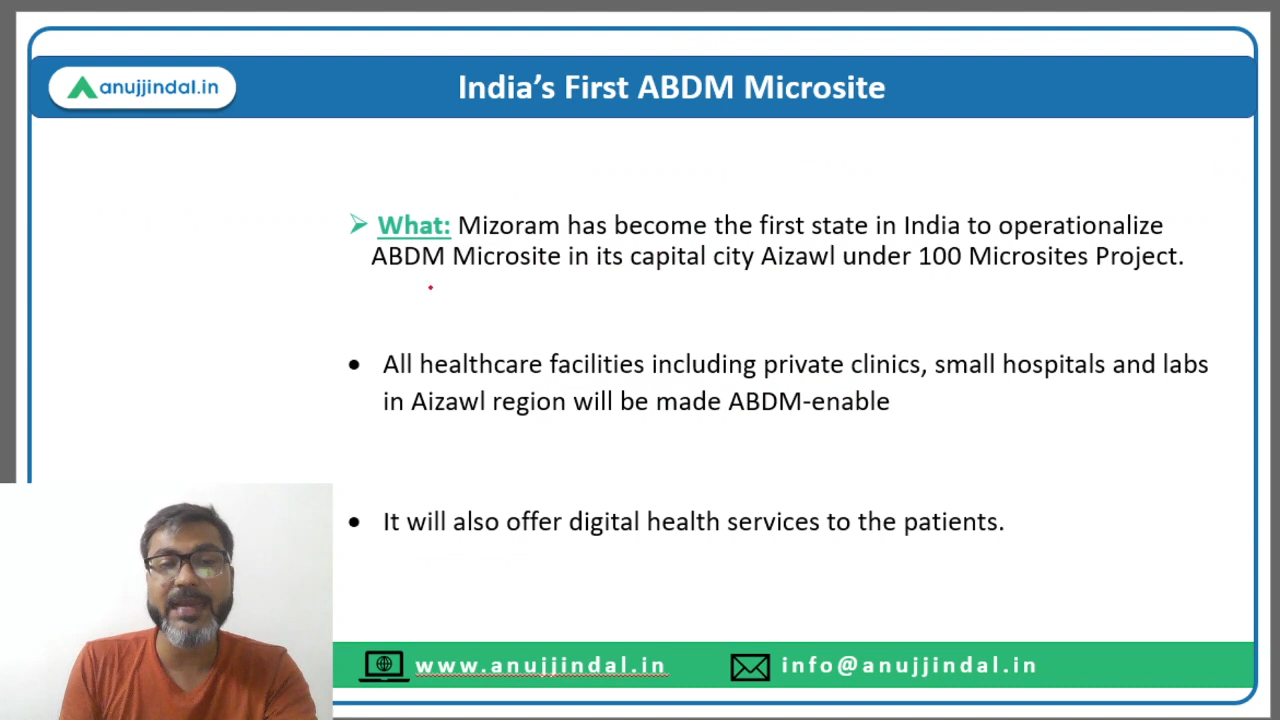 anujjindal.in
India’s First ABDM Microsite
What: Mizoram has become the first state in India to operationalize
ABDM Microsite in its capital city Aizawl under 100 Microsites Project.
All healthcare facilities including private clinics, small hospitals and labs
in Aizawl region will be made ABDM-enable
It will also offer digital health services to the patients.
www.anujjindal.in
info@anujjindal.in